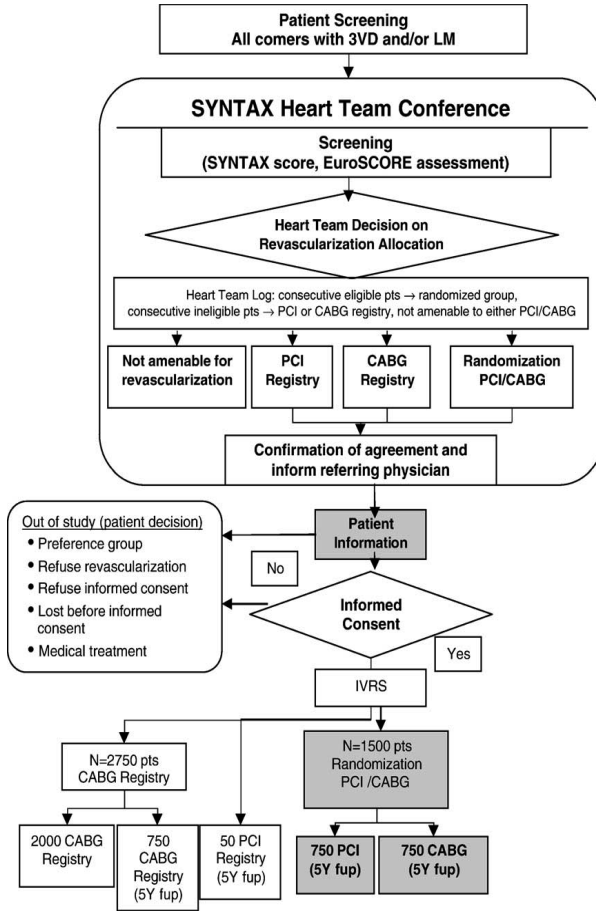 Patient Screening
All comers with 3VD and/or LM
SYNTAX Heart Team Conference
Screening
(SYNTAX score, EuroSCORE assessment)
Heart Team Decision on
Revascularization Allocation
Heart Team Log: consecutive eligible pts → randomized group,
consecutive ineligible pts → PCI or CABG registry, not amenable to either PCI/CABG
Not amenable for
revascularization
PCI
Registry
CABG
Registry
Randomization
PCI/CABG
Confirmation of agreement and
inform referring physician
Out of study (patient decision)
• Preference group
• Refuse revascularization
• Refuse informed consent
• Lost before informed
consent
• Medical treatment
Patient
Information
No
Informed
Consent
Yes
IVRS
N=2750 pts
CABG Registry
N=1500 pts
Randomization
PCI /CABG
2000 CABG
Registry
750
CABG
Registry
(5Y fup)
50 PCI
Registry
(5Y fup)
750 PCI
(5Y fup)
750 CABG
(5Y fup)